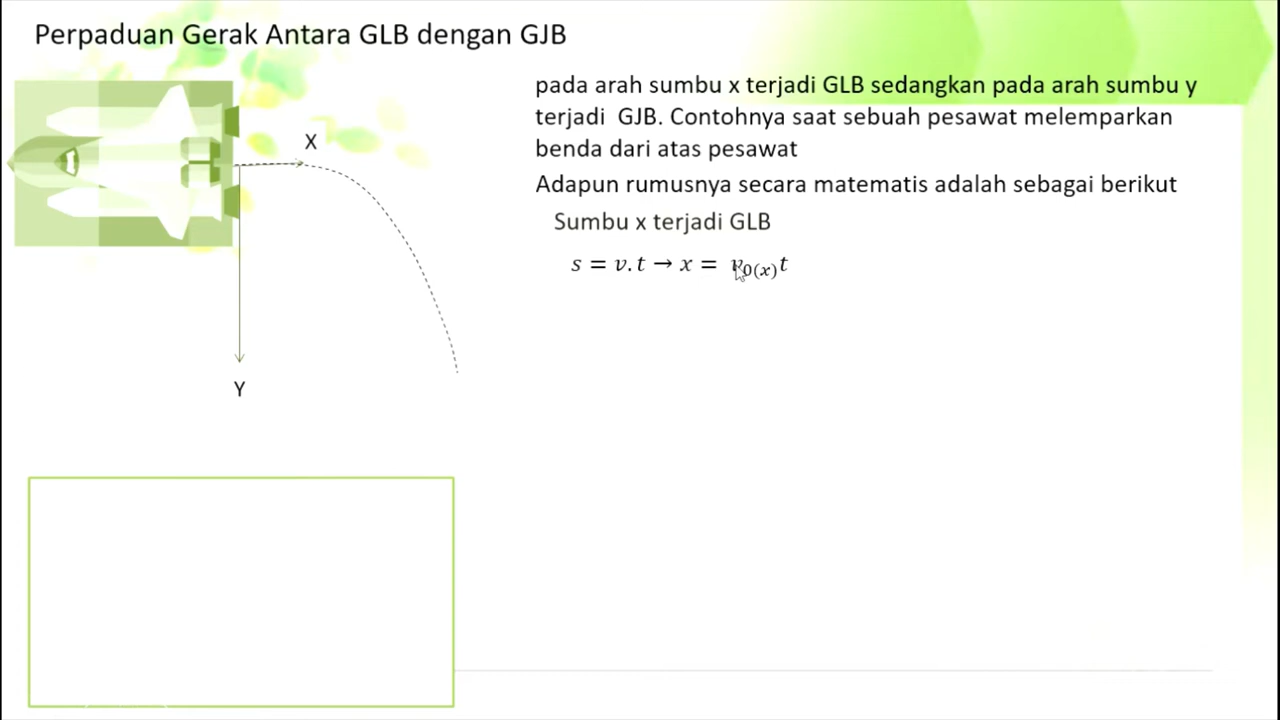 Perpaduan Gerak Antara GLB dengan GJB
pada arah sumbu x terjadi GLB sedangkan pada arah sumbu y
terjadi GJB. Contohnya saat sebuah pesawat melemparkan
benda dari atas pesawat
Adapun rumusnya secara matematis adalah sebagai berikut
Sumbu x terjadi GLB
s = v. t → x = v₀₍ₓ₎t
X
Y